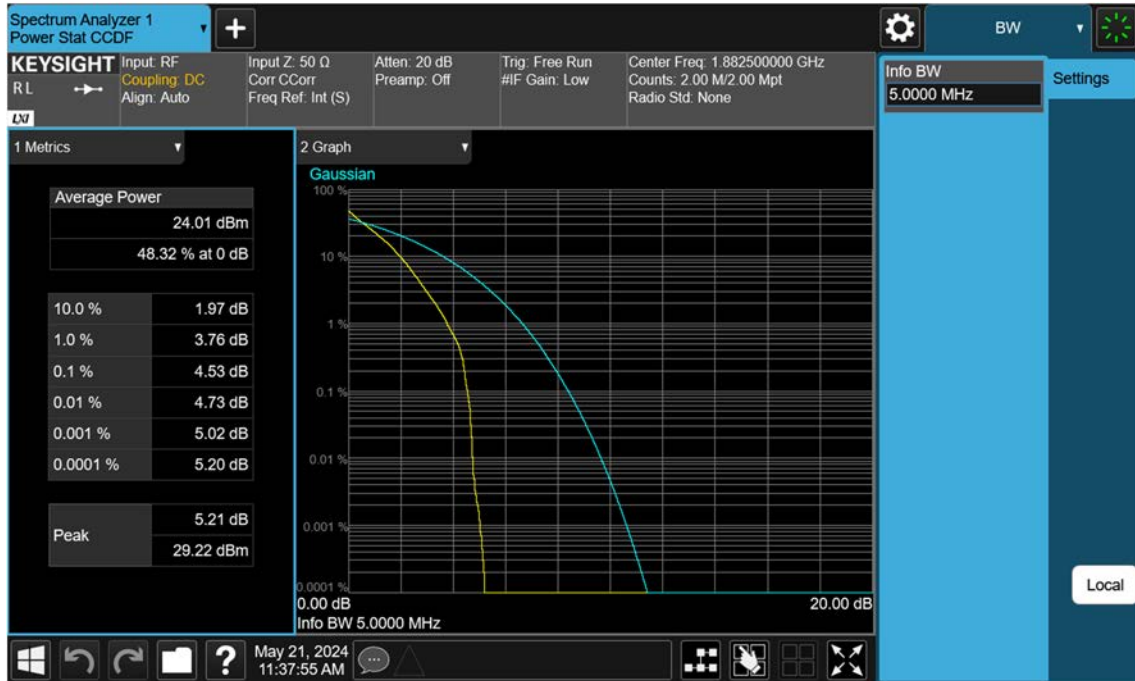 Spectrum Analyzer 1
Power Stat CCDF
+
BW
KEYSIGHT
R L
LXI
Input: RF
Coupling: DC
Align: Auto
Input Z: 50 Ω
Corr CCorr
Freq Ref: Int (S)
Atten: 20 dB
Preamp: Off
Trig: Free Run
#IF Gain: Low
Center Freq: 1.882500000 GHz
Counts: 2.00 M/2.00 Mpt
Radio Std: None
Info BW
5.0000 MHz
Settings
1 Metrics
Average Power
24.01 dBm
48.32 % at 0 dB
10.0 % 1.97 dB
1.0 % 3.76 dB
0.1 % 4.53 dB
0.01 % 4.73 dB
0.001 % 5.02 dB
0.0001 % 5.20 dB
Peak 5.21 dB
29.22 dBm
2 Graph
Gaussian
100 %
10 %
1 %
0.1 %
0.01 %
0.001 %
0.0001 %
0.00 dB 20.00 dB
Info BW 5.0000 MHz
Local
?
May 21, 2024
11:37:55 AM